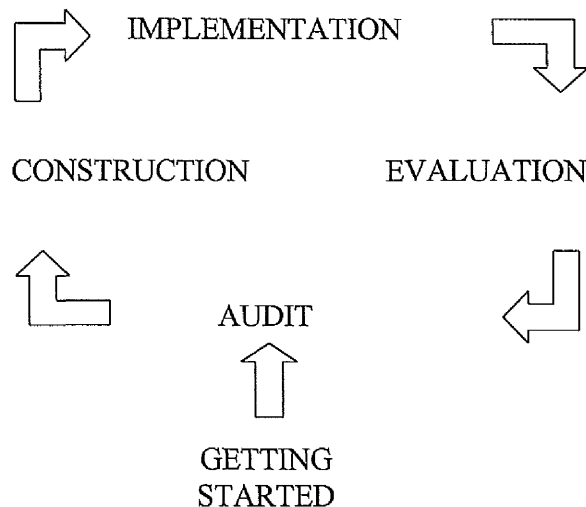 IMPLEMENTATION
CONSTRUCTION
EVALUATION
AUDIT
GETTING
STARTED